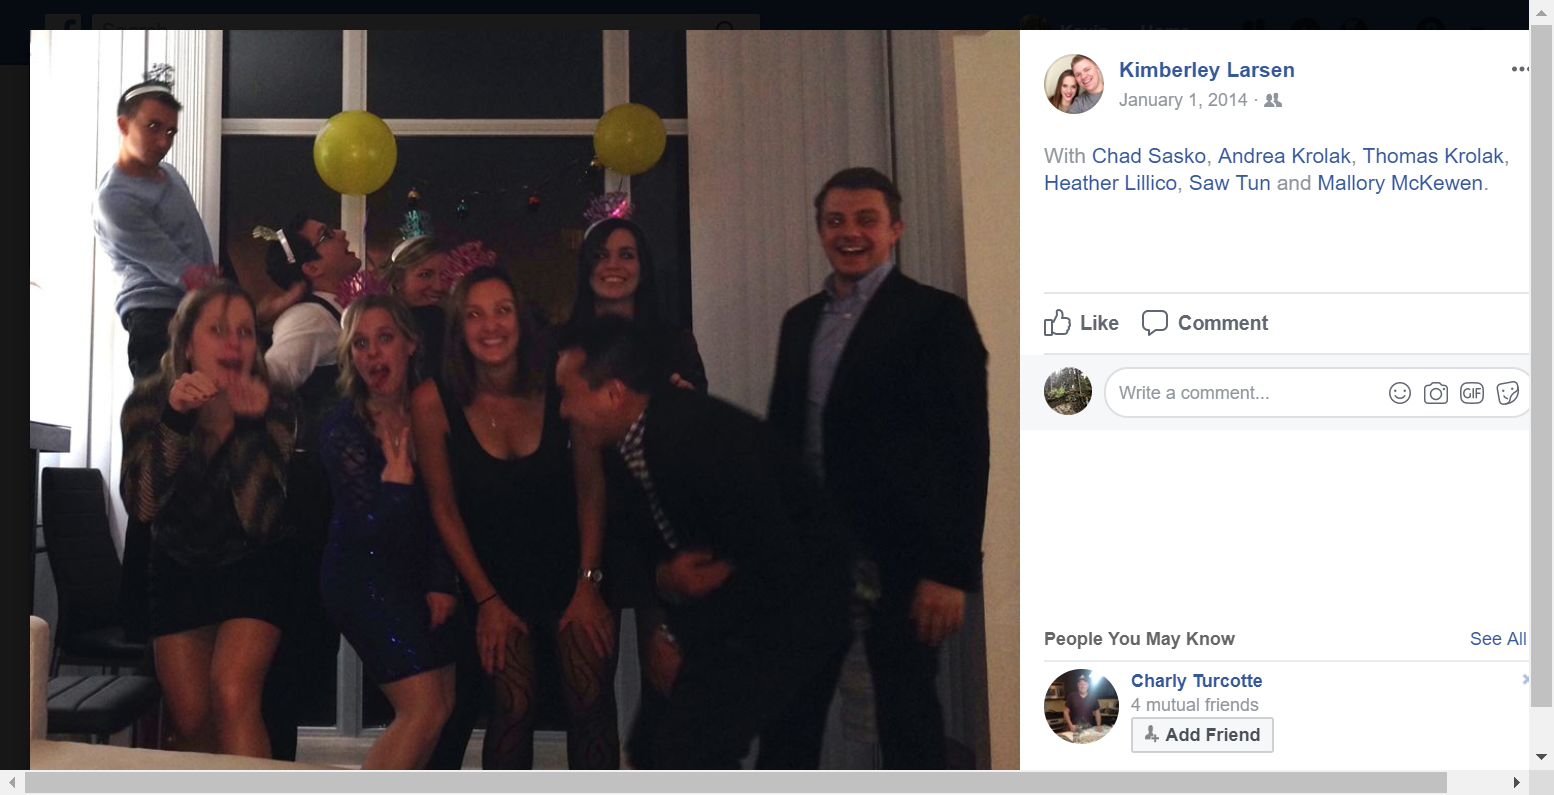 Search
Kimberley Larsen
January 1, 2014 ·
With Chad Sasko, Andrea Krolak, Thomas Krolak,
Heather Lillico, Saw Tun and Mallory McKewen.
Like Comment
Write a comment...
GIF
People You May Know
See All
Charly Turcotte
4 mutual friends
Add Friend